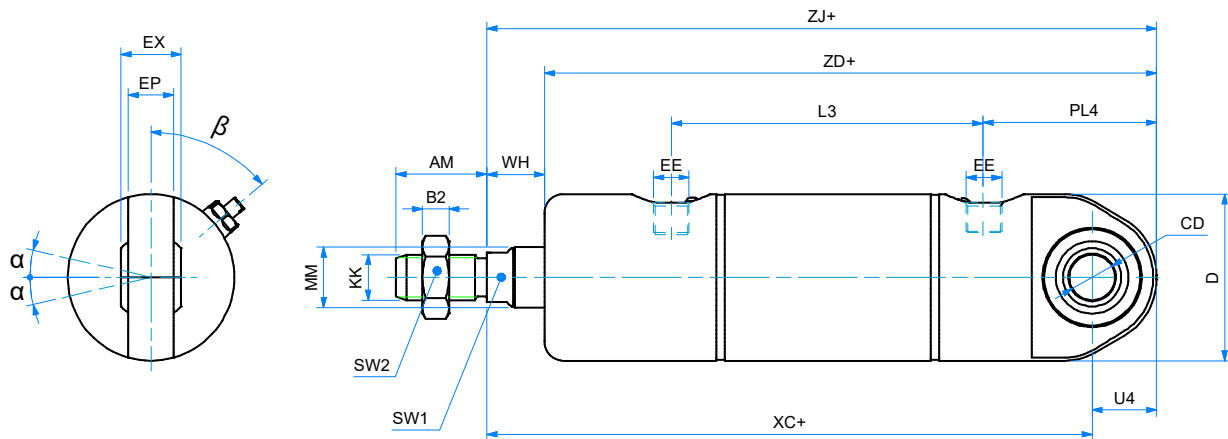 ZJ+
EX
ZD+
EP
L3
PL4
β
AM
WH
EE
EE
B2
CD
α
α
MM
KK
D
SW2
SW1
U4
XC+